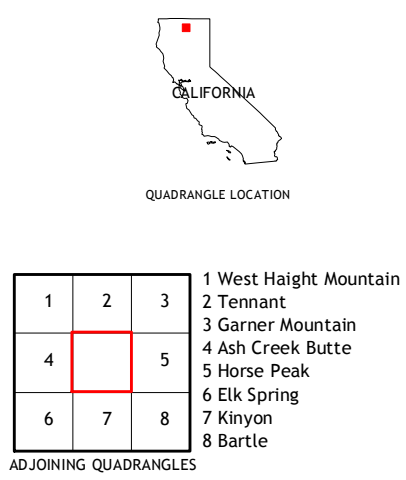 CALIFORNIA
QUADRANGLE LOCATION
1 2 3
4 5
6 7 8
1 West Haight Mountain
2 Tennant
3 Garner Mountain
4 Ash Creek Butte
5 Horse Peak
6 Elk Spring
7 Kinyon
8 Bartle
ADJOINING QUADRANGLES